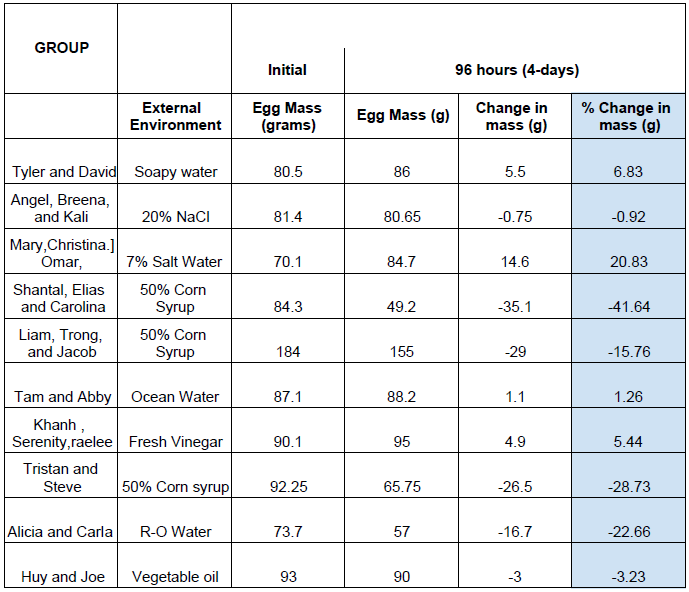 GROUP
Initial 96 hours (4-days)
External Environment Egg Mass (grams) Egg Mass (g) Change in mass (g) % Change in mass (g)
Tyler and David Soapy water 80.5 86 5.5 6.83
Angel, Breena, and Kali 20% NaCl 81.4 80.65 -0.75 -0.92
Mary,Christina.] Omar, 7% Salt Water 70.1 84.7 14.6 20.83
Shantal, Elias and Carolina 50% Corn Syrup 84.3 49.2 -35.1 -41.64
Liam, Trong, and Jacob 50% Corn Syrup 184 155 -29 -15.76
Tam and Abby Ocean Water 87.1 88.2 1.1 1.26
Khanh , Serenity,raelee Fresh Vinegar 90.1 95 4.9 5.44
Tristan and Steve 50% Corn syrup 92.25 65.75 -26.5 -28.73
Alicia and Carla R-O Water 73.7 57 -16.7 -22.66
Huy and Joe Vegetable oil 93 90 -3 -3.23